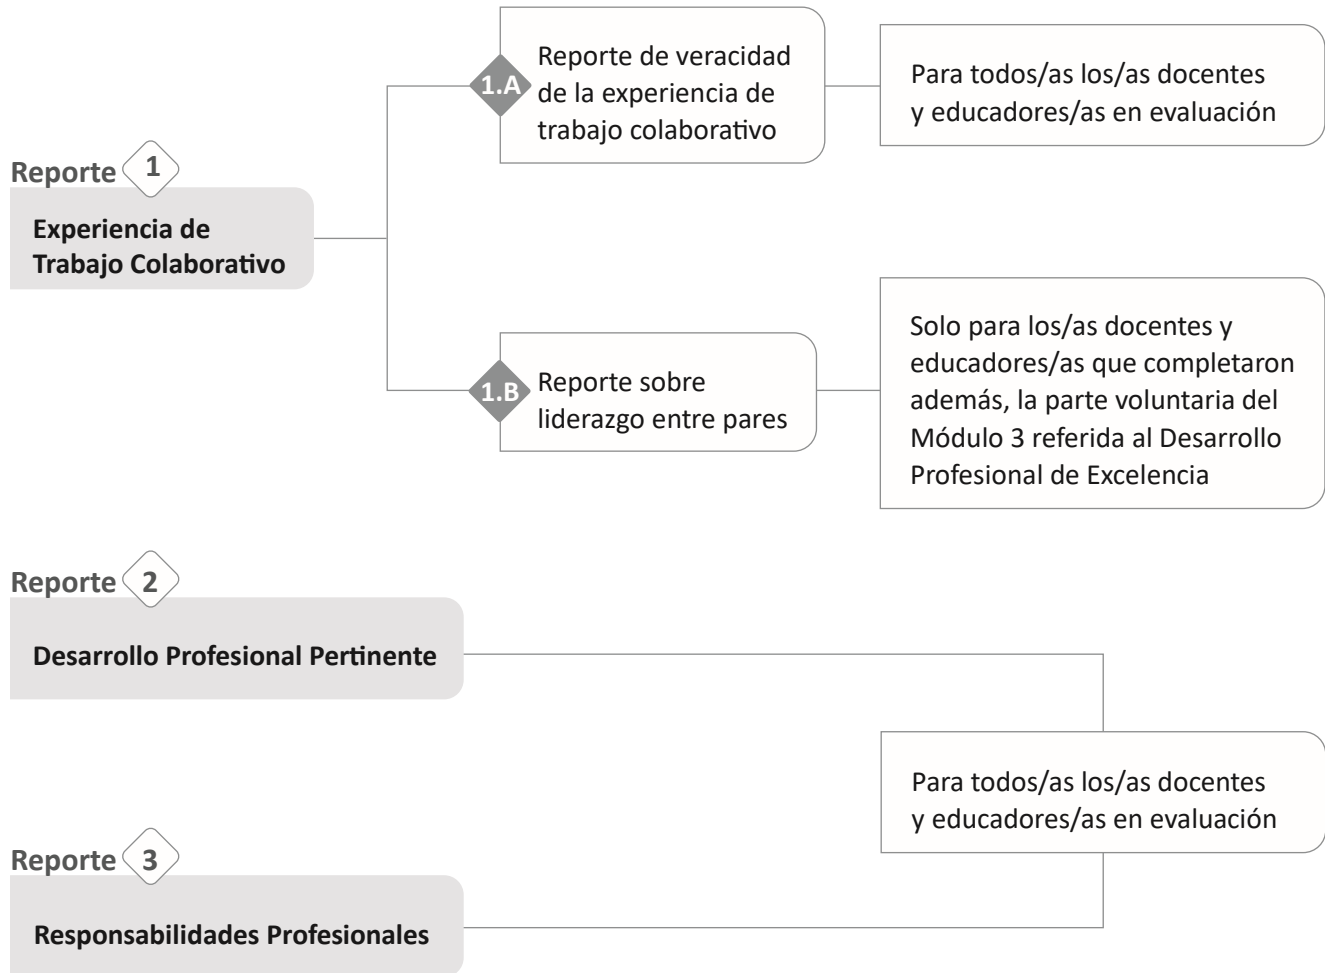 Reporte 1
Experiencia de
Trabajo Colaborativo
1.A
Reporte de veracidad
de la experiencia de
trabajo colaborativo
Para todos/as los/as docentes
y educadores/as en evaluación
1.B
Reporte sobre
liderazgo entre pares
Solo para los/as docentes y
educadores/as que completaron
además, la parte voluntaria del
Módulo 3 referida al Desarrollo
Profesional de Excelencia
Reporte 2
Desarrollo Profesional Pertinente
Reporte 3
Responsabilidades Profesionales
Para todos/as los/as docentes
y educadores/as en evaluación